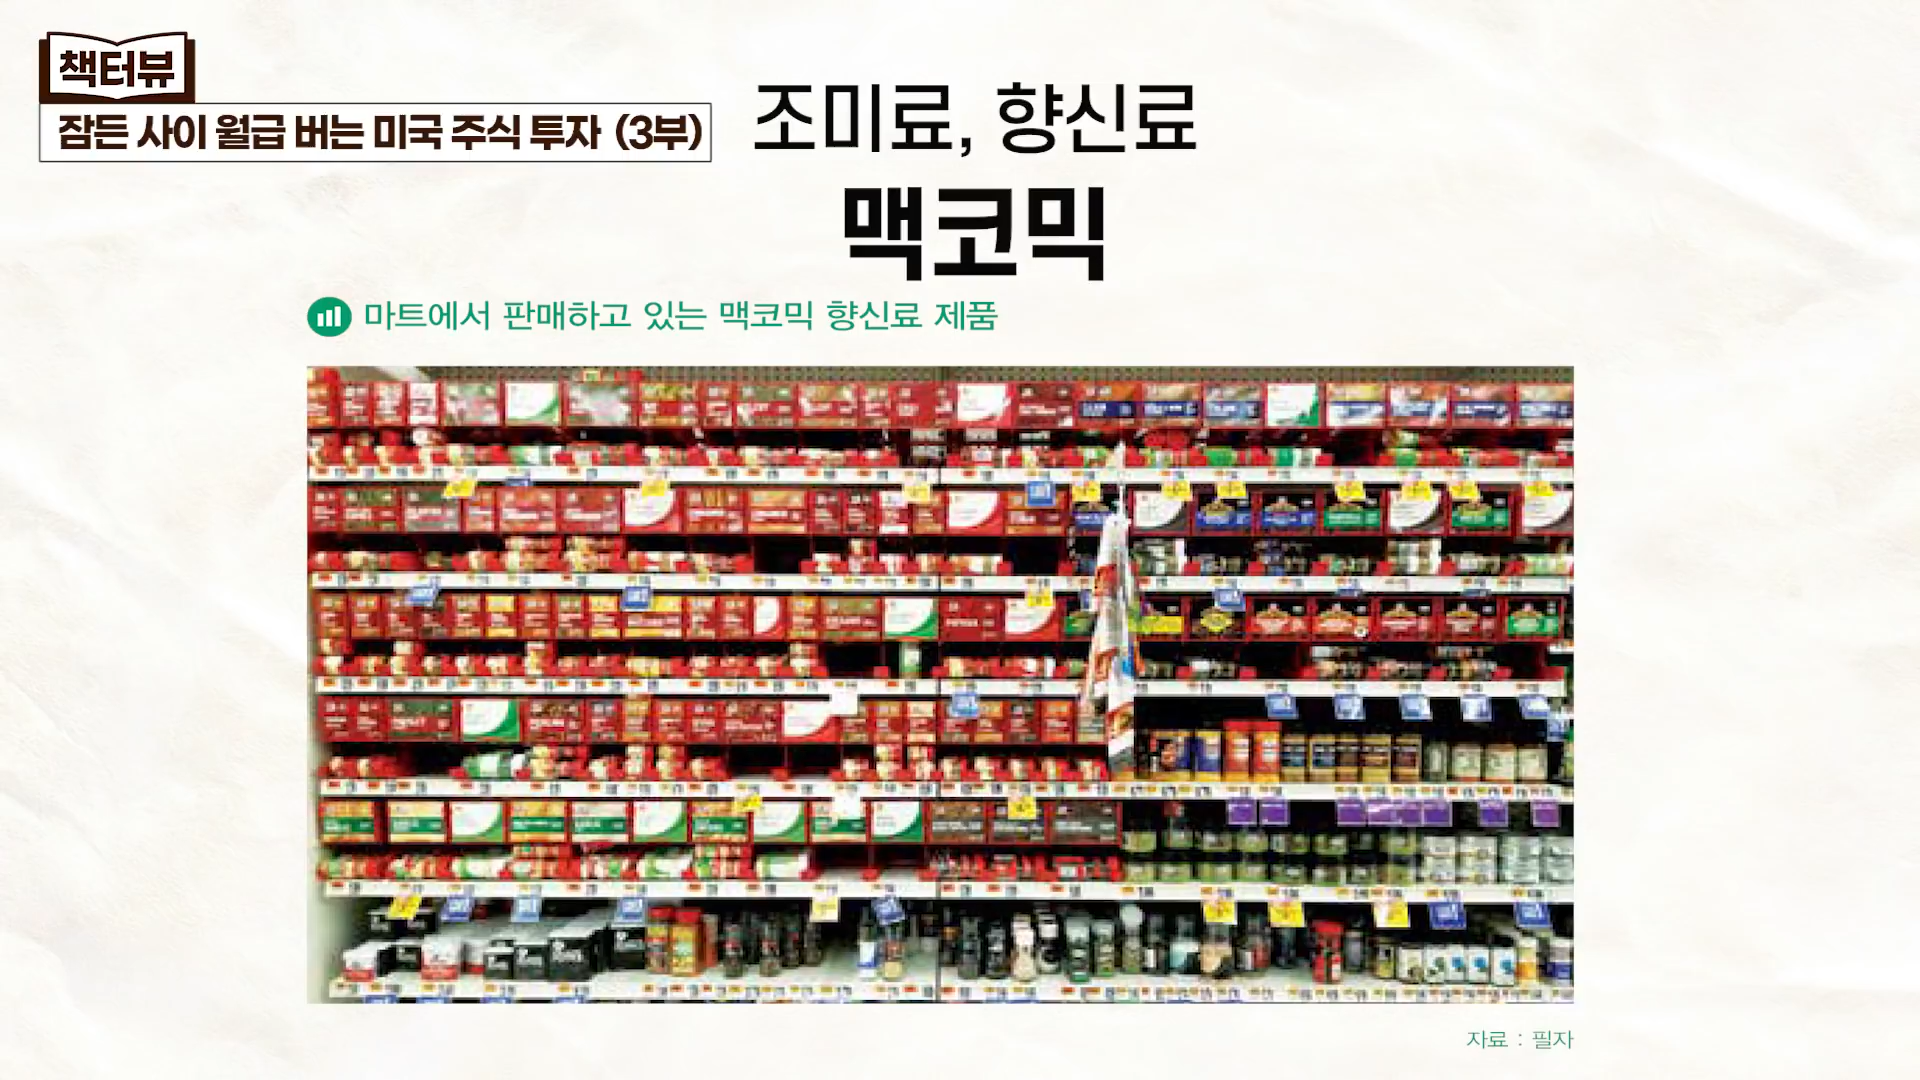 책터뷰
잠든 사이 월급 버는 미국 주식 투자 (3부)
조미료, 향신료
맥코믹
마트에서 판매하고 있는 맥코믹 향신료 제품
자료 : 필자